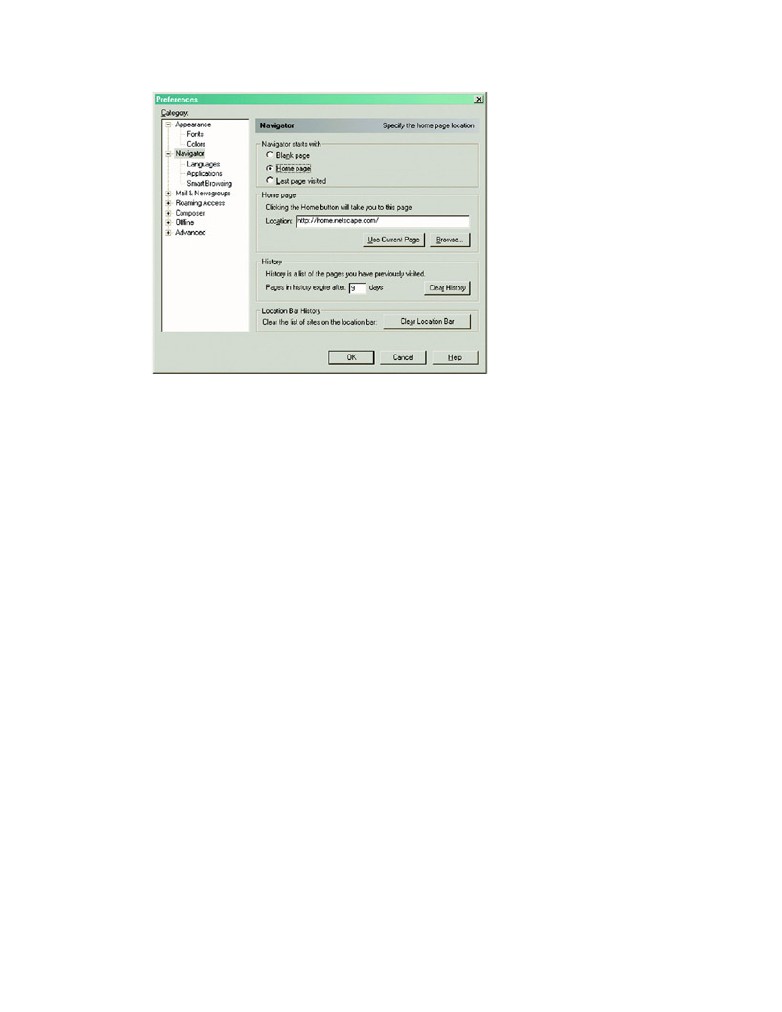 Preferences
Category:
Appearance
Fonts
Colors
Navigator
Languages
Applications
Smart Browsing
Mail & Newsgroups
Roaming Access
Composer
Offline
Advanced
Navigator Specify the home page location
Navigator starts with
Blank page
Home page
Last page visited
Home page
Clicking the Home button will take you to this page
Location: http://home.netscape.com/
Use Current Page Browse...
History
History is a list of the pages you have previously visited.
Pages in history expire after: 9 days Clear History
Location Bar History
Clear the list of sites on the location bar: Clear Location Bar
OK Cancel Help